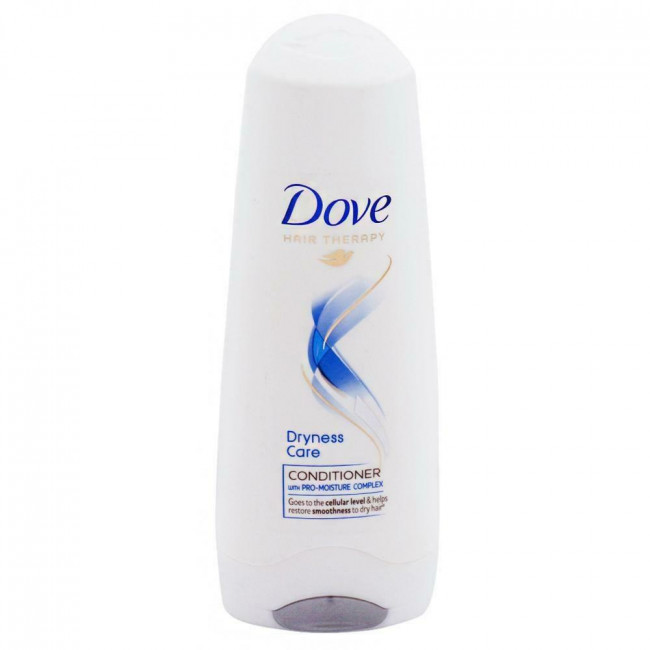 Dove
HAIR THERAPY
Dryness
Care
CONDITIONER
WITH PRO-MOISTURE COMPLEX
Goes to the cellular level & helps
restore smoothness to dry hair*